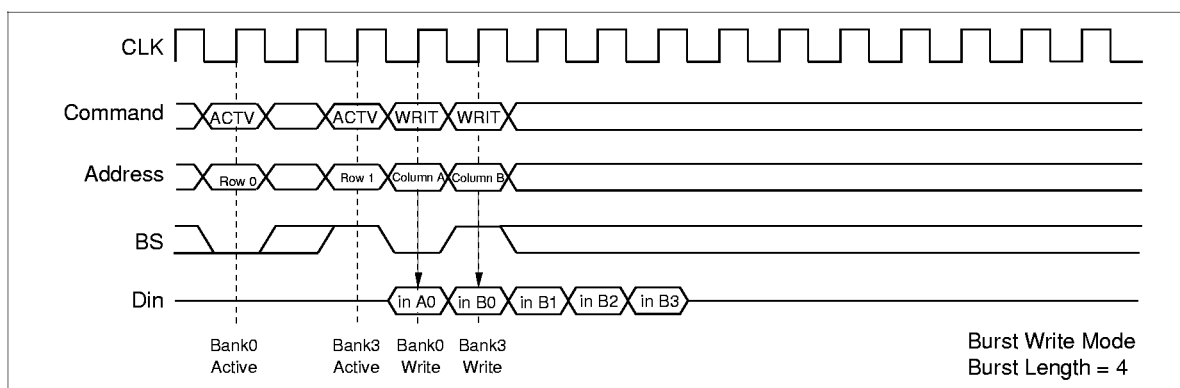 CLK
Command ACTV ACTV WRIT WRIT
Address Row 0 Row 1 Column A Column B
BS
Din in A0 in B0 in B1 in B2 in B3
Bank0 Bank3 Bank0 Bank3
Active Active Write Write
Burst Write Mode
Burst Length = 4